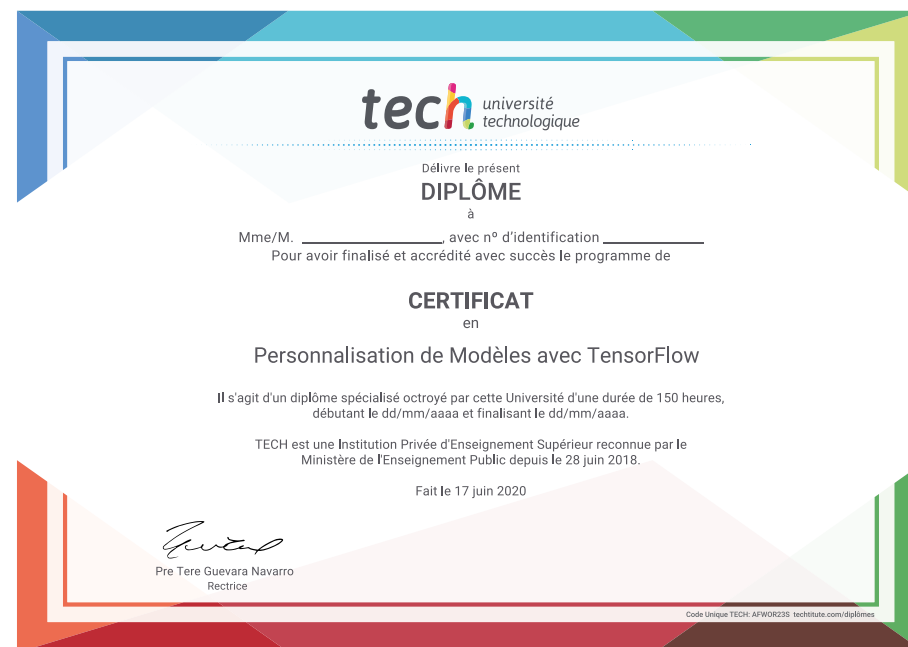 tech université
technologique
Délivre le présent
DIPLÔME
à
Mme/M. ____________________, avec nº d'identification ______________
Pour avoir finalisé et accrédité avec succès le programme de
CERTIFICAT
en
Personnalisation de Modèles avec TensorFlow
Il s'agit d'un diplôme spécialisé octroyé par cette Université d'une durée de 150 heures,
débutant le dd/mm/aaaa et finalisant le dd/mm/aaaa.
TECH est une Institution Privée d'Enseignement Supérieur reconnue par le
Ministère de l'Enseignement Public depuis le 28 juin 2018.
Fait le 17 juin 2020
Pre Tere Guevara Navarro
Rectrice
Code Unique TECH: AFWOR23S techtitute.com/diplômes